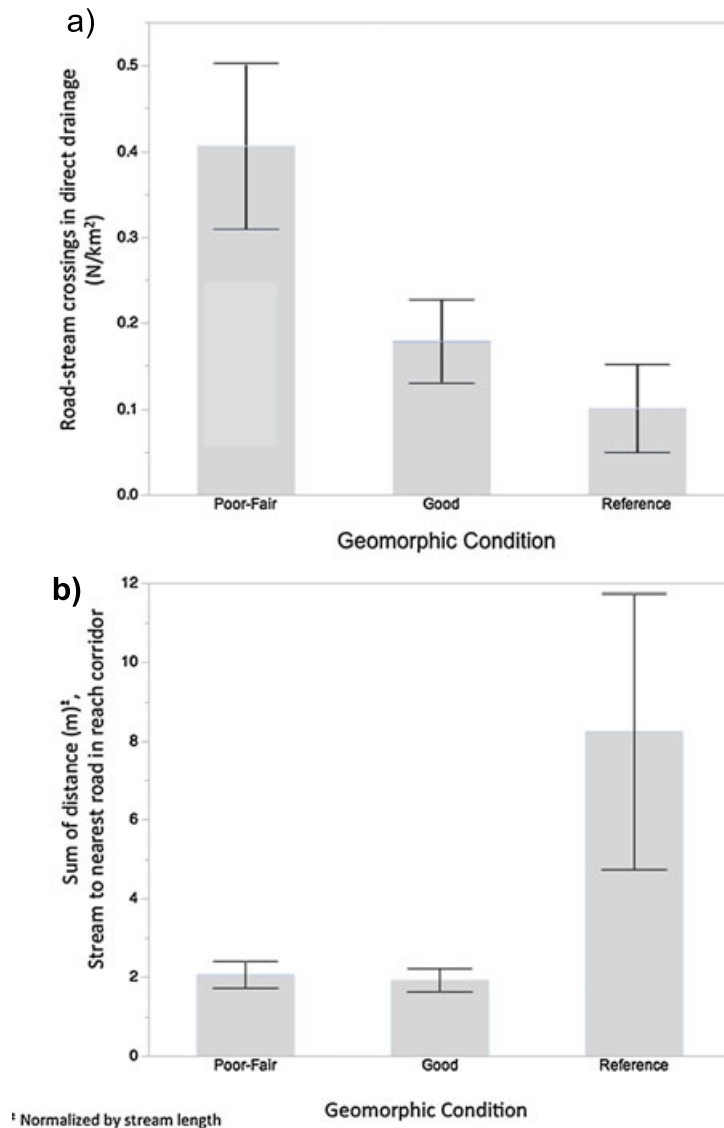 a)
Road-stream crossings in direct drainage
(N/km²)
0.5
0.4
0.3
0.2
0.1
0.0
Poor-Fair Good Reference
Geomorphic Condition
b)
Sum of distance (m)‡,
Stream to nearest road in reach corridor
12
10
8
6
4
2
0
Poor-Fair Good Reference
Geomorphic Condition
‡ Normalized by stream length